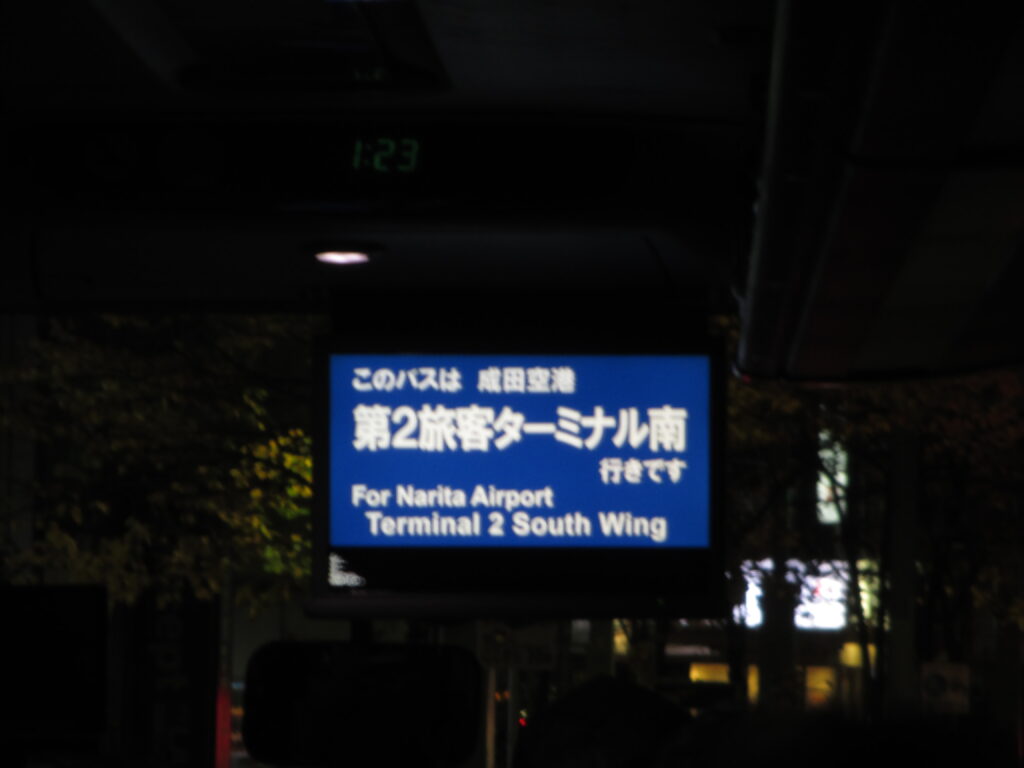 1:23
このバスは 成田空港
第2旅客ターミナル南
行きです
For Narita Airport
Terminal 2 South Wing